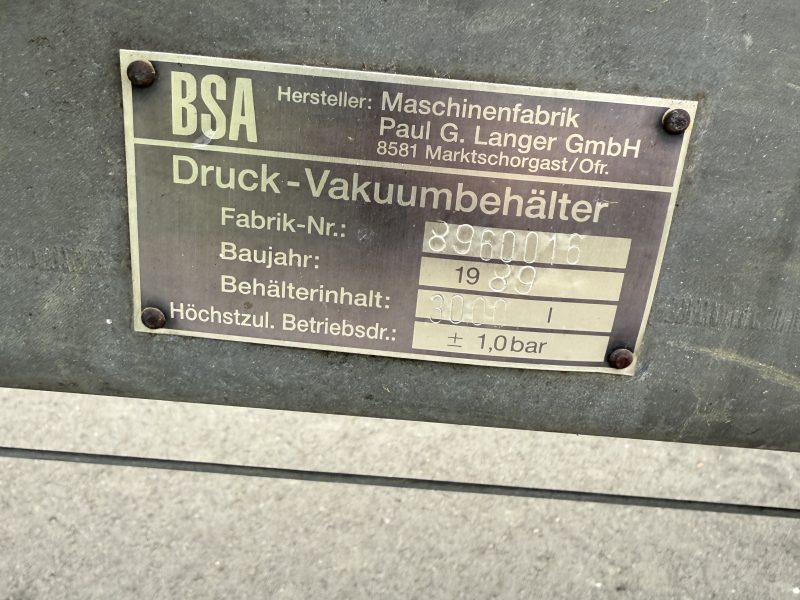 BSA Hersteller: Maschinenfabrik
Paul G. Langer GmbH
8581 Marktschorgast/Ofr.
Druck-Vakuumbehälter
Fabrik-Nr.: 8960016
Baujahr: 1989
Behälterinhalt: 3000 l
Höchstzul. Betriebsdr.: ± 1,0 bar